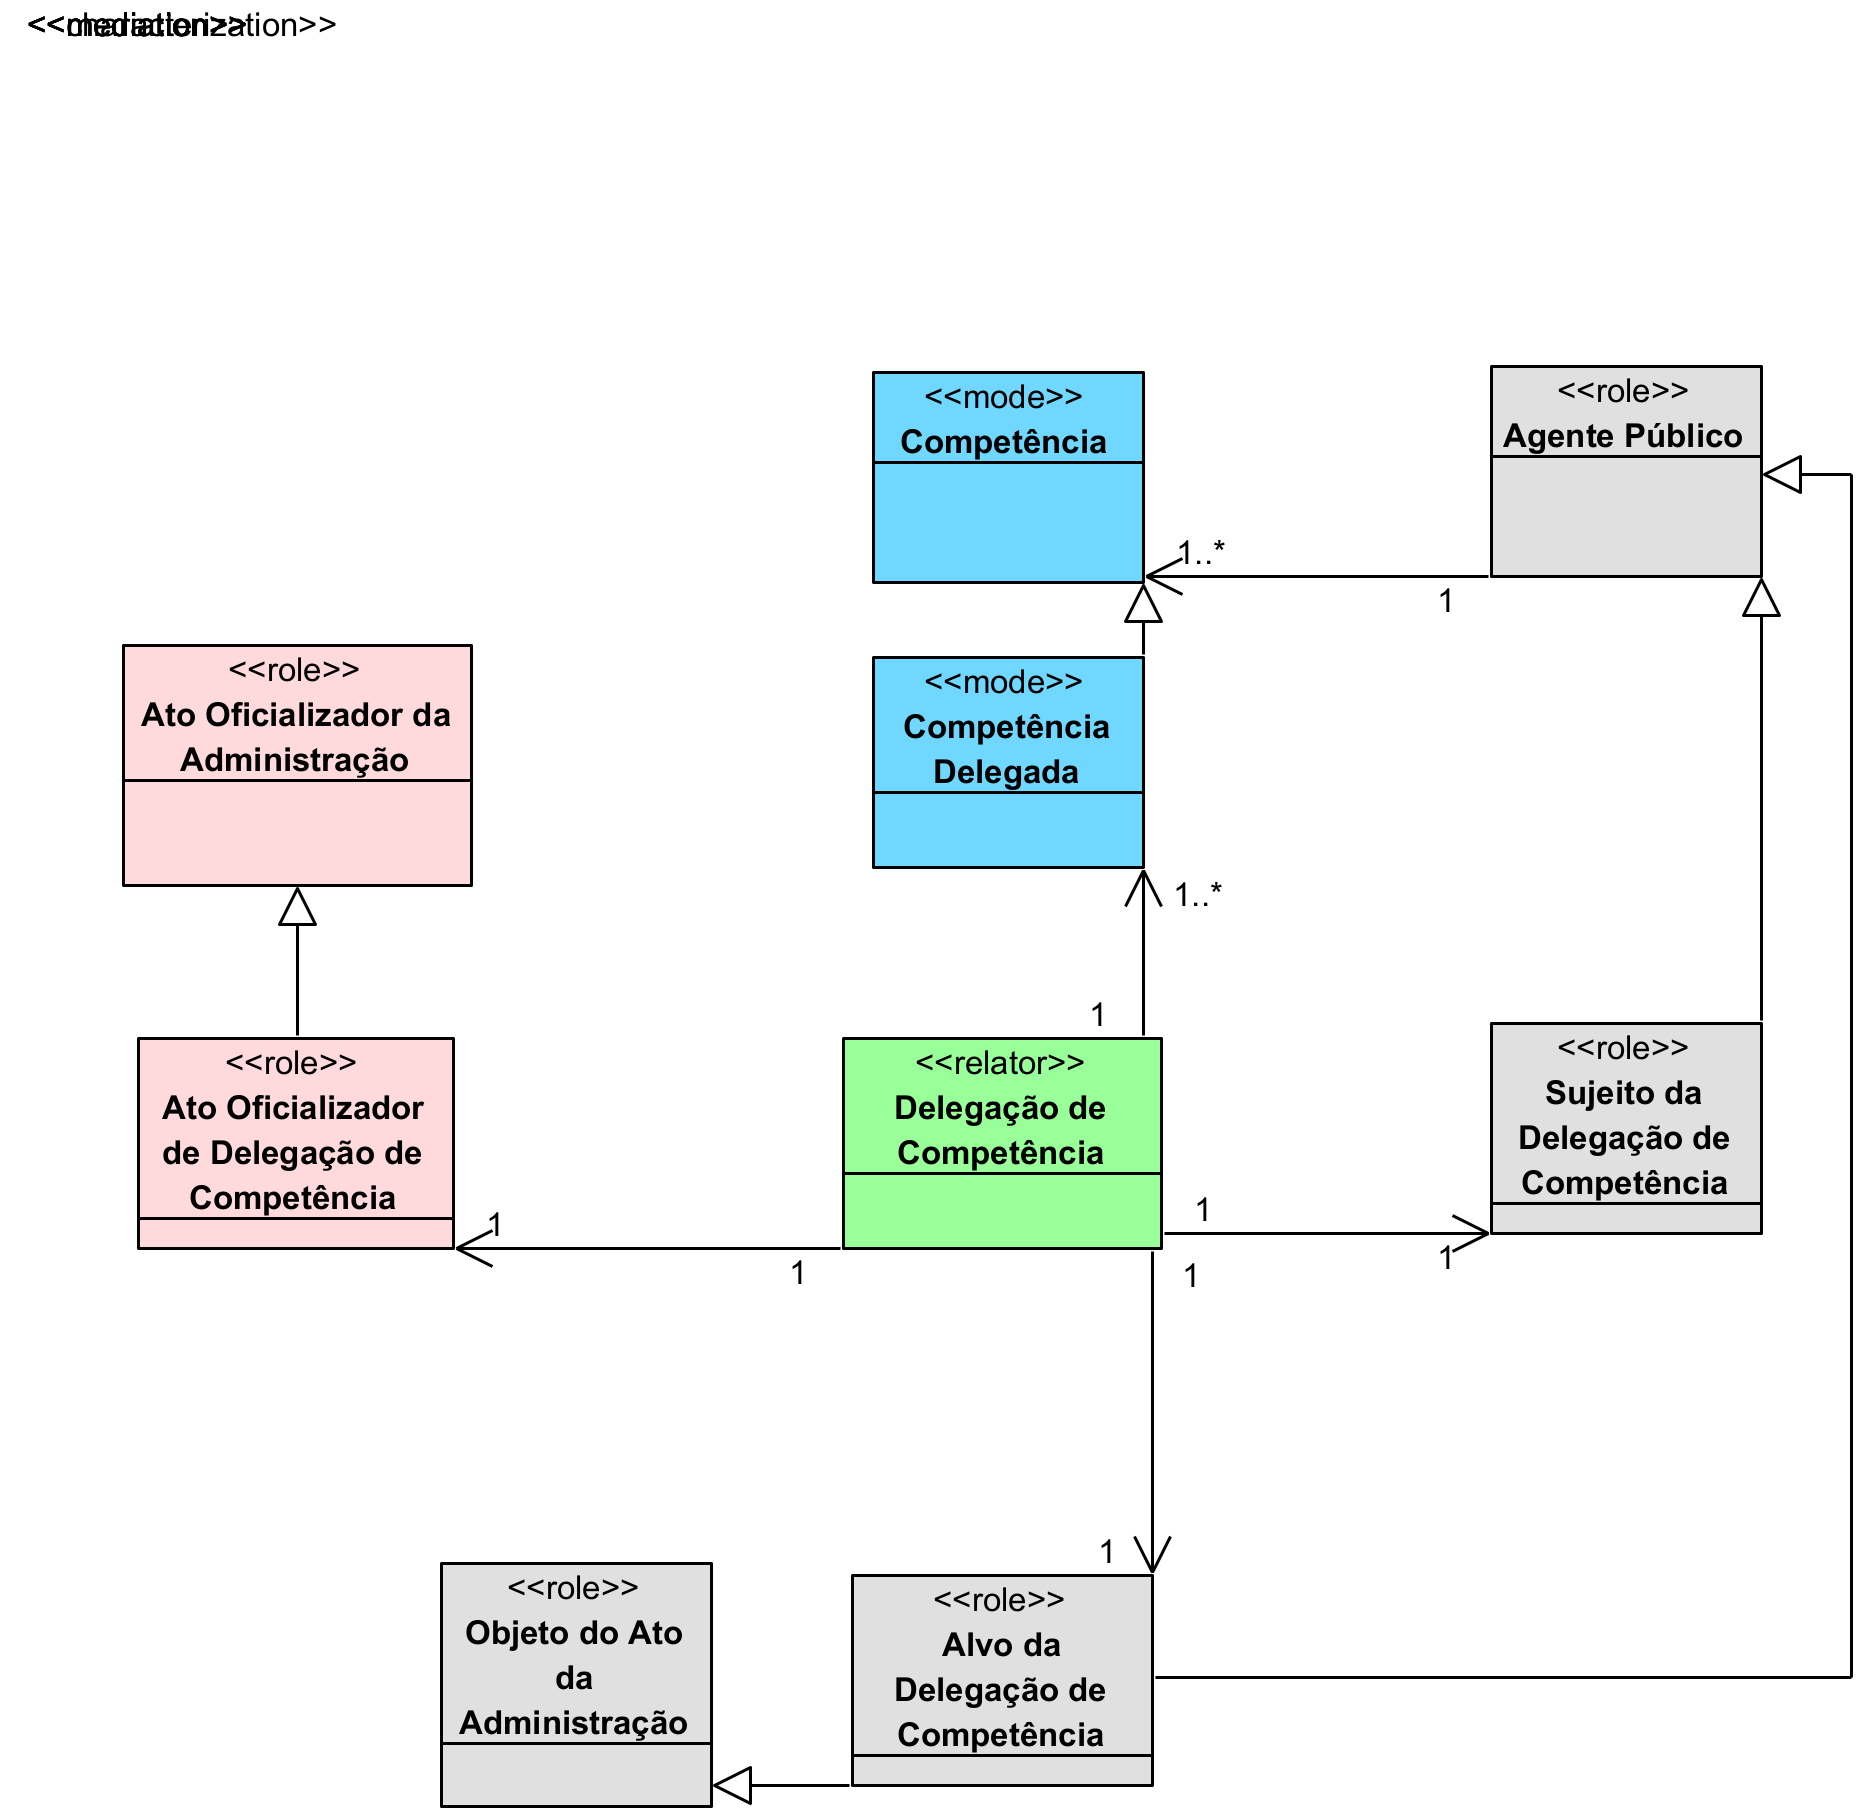 <<mediation>>
<<characterization>>
<<mode>>
Competência
<<role>>
Agente Público
1..*
1
<<role>>
Ato Oficializador da
Administração
<<mode>>
Competência
Delegada
1..*
1
<<role>>
Ato Oficializador
de Delegação de
Competência
<<relator>>
Delegação de
Competência
<<role>>
Sujeito da
Delegação de
Competência
1
1
1
1
1
1
<<role>>
Objeto do Ato
da
Administração
<<role>>
Alvo da
Delegação de
Competência